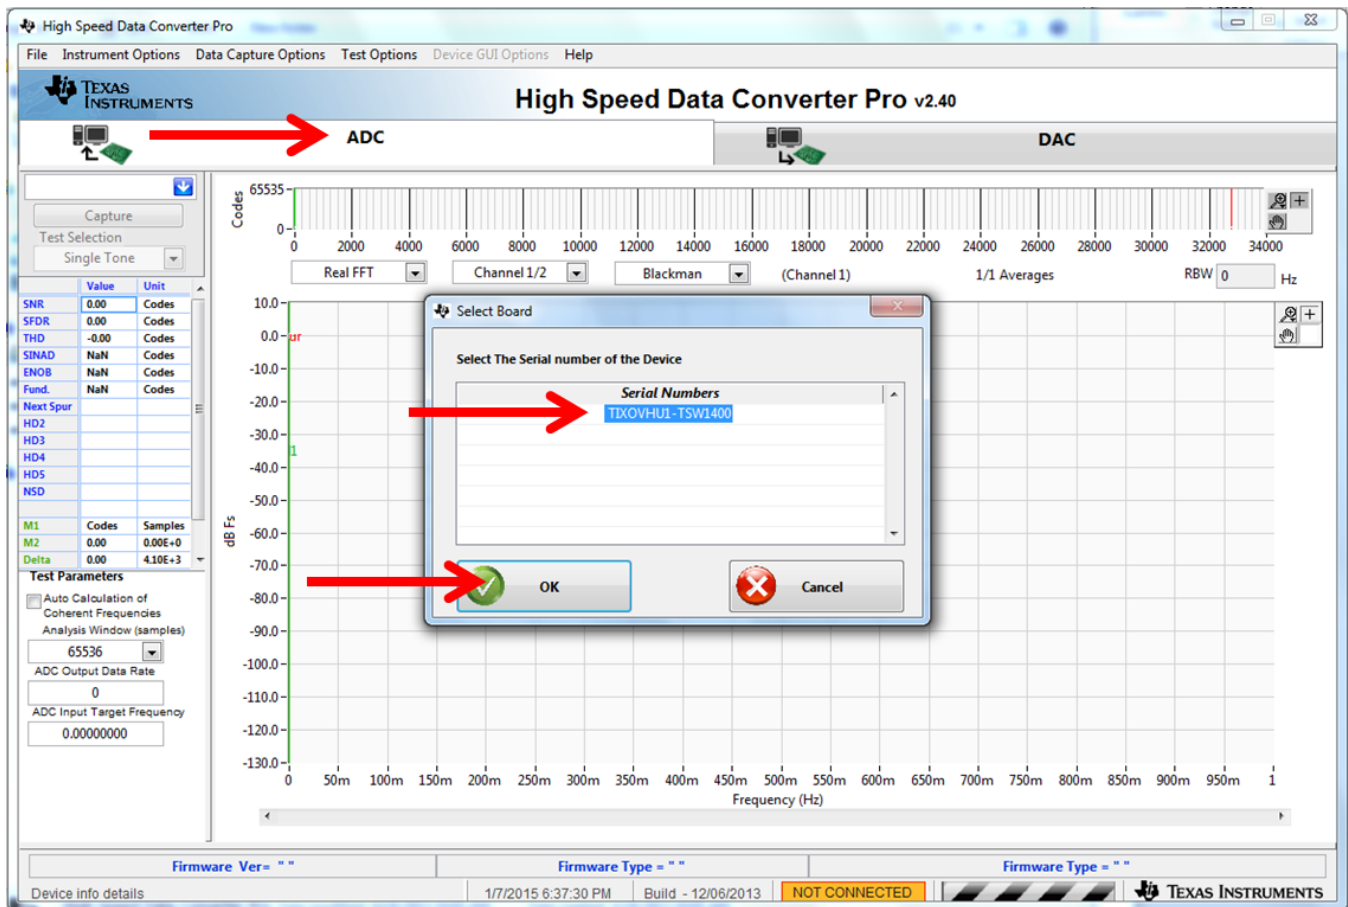 High Speed Data Converter Pro
File Instrument Options Data Capture Options Test Options Device GUI Options Help
TEXAS INSTRUMENTS
High Speed Data Converter Pro v2.40
ADC
DAC
Capture
Test Selection
Single Tone
Value Unit
SNR 0.00 Codes
SFDR 0.00 Codes
THD -0.00 Codes
SINAD NaN Codes
ENOB NaN Codes
Fund. NaN Codes
Next Spur
HD2
HD3
HD4
HD5
NSD
M1 Codes Samples
M2 0.00 0.00E+0
Delta 0.00 4.10E+3
Test Parameters
Auto Calculation of
Coherent Frequencies
Analysis Window (samples)
65536
ADC Output Data Rate
0
ADC Input Target Frequency
0.00000000
Codes
65535
0
0 2000 4000 6000 8000 10000 12000 14000 16000 18000 20000 22000 24000 26000 28000 30000 32000 34000
Real FFT Channel 1/2 Blackman (Channel 1) 1/1 Averages RBW 0 Hz
dB Fs
10.0
0.0
-10.0
-20.0
-30.0
1
-40.0
-50.0
-60.0
-70.0
-80.0
-90.0
-100.0
-110.0
-120.0
-130.0
0 50m 100m 150m 200m 250m 300m 350m 400m 450m 500m 550m 600m 650m 700m 750m 800m 850m 900m 950m 1
Frequency (Hz)
Select Board
Select The Serial number of the Device
Serial Numbers
TIXOVHU1-TSW1400
OK
Cancel
Firmware Ver= " "
Firmware Type = " "
Firmware Type = " "
Device info details
1/7/2015 6:37:30 PM
Build - 12/06/2013
NOT CONNECTED
TEXAS INSTRUMENTS